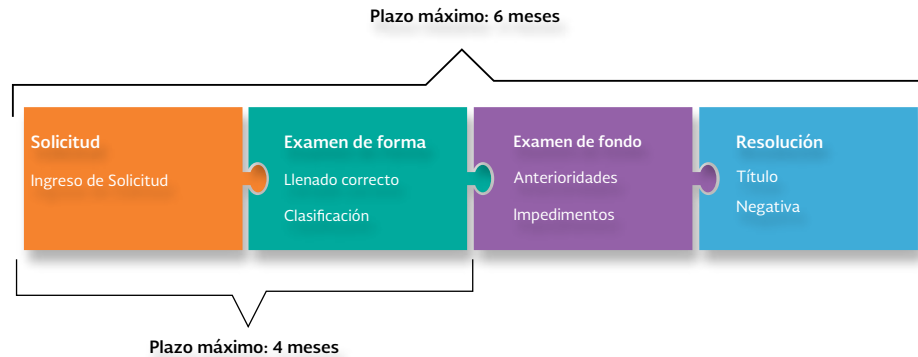 Plazo máximo: 6 meses
Solicitud
Ingreso de Solicitud
Examen de forma
Llenado correcto
Clasificación
Examen de fondo
Anterioridades
Impedimentos
Resolución
Título
Negativa
Plazo máximo: 4 meses